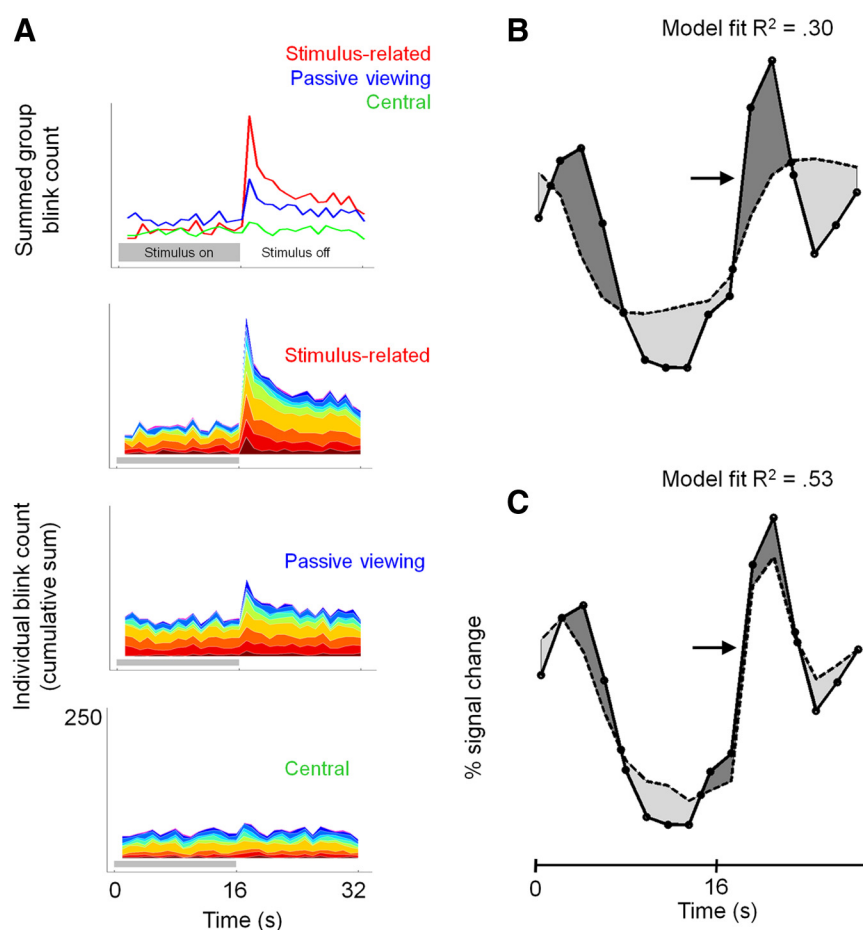 A
Stimulus-related
Passive viewing
Central
Summed group
blink count
Stimulus on
Stimulus off
Stimulus-related
Individual blink count
(cumulative sum)
Passive viewing
250
Central
0
16
32
Time (s)
B
Model fit R² = .30
C
Model fit R² = .53
% signal change
0
16
Time (s)